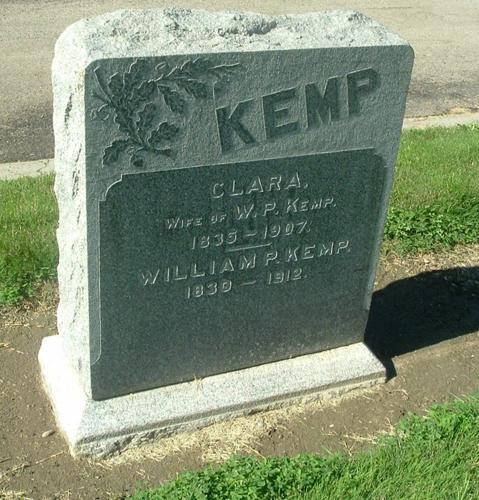 KEMP
CLARA,
WIFE OF W. P. KEMP.
1835 – 1907.
WILLIAM P. KEMP.
1830 – 1912.